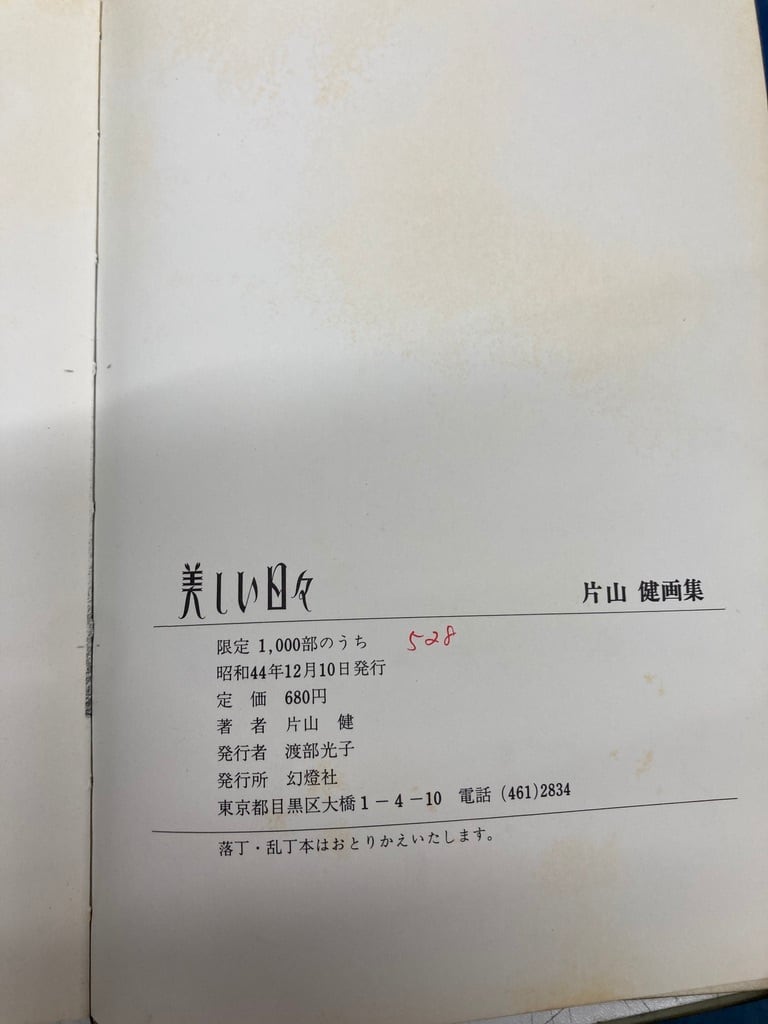 美しい日々　片山 健画集
限定 1,000部のうち　528
昭和44年12月10日発行
定　価　680円
著　者　片山　健
発行者　渡部光子
発行所　幻燈社
東京都目黒区大橋1－4－10　電話 (461)2834
落丁・乱丁本はおとりかえいたします。